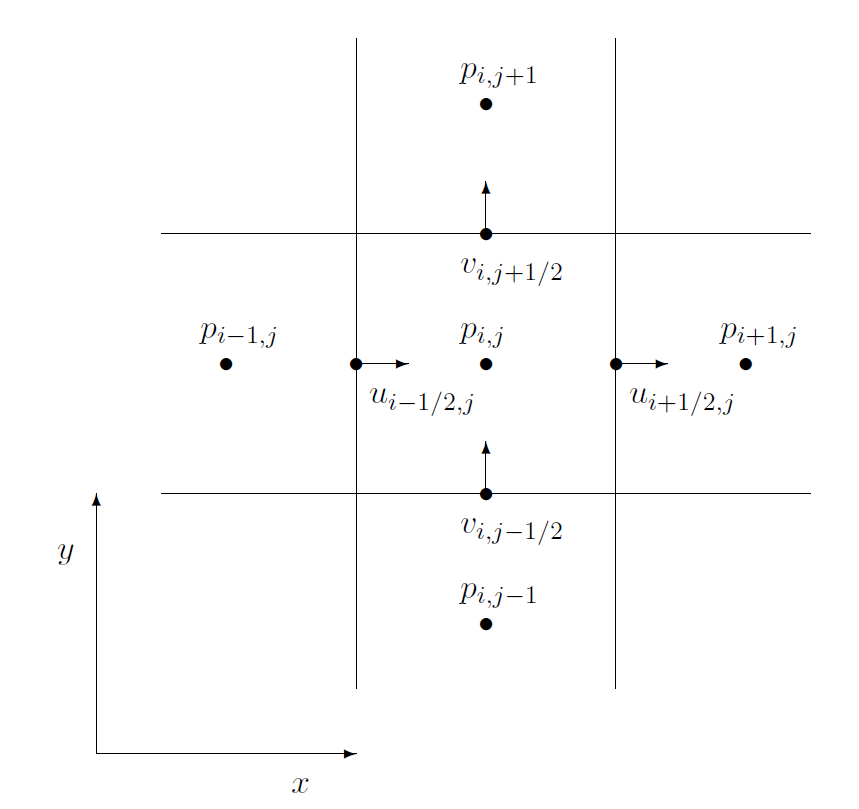 p_{i,j+1}
v_{i,j+1/2}
p_{i-1,j} p_{i,j} p_{i+1,j}
u_{i-1/2,j} u_{i+1/2,j}
v_{i,j-1/2}
y
p_{i,j-1}
x